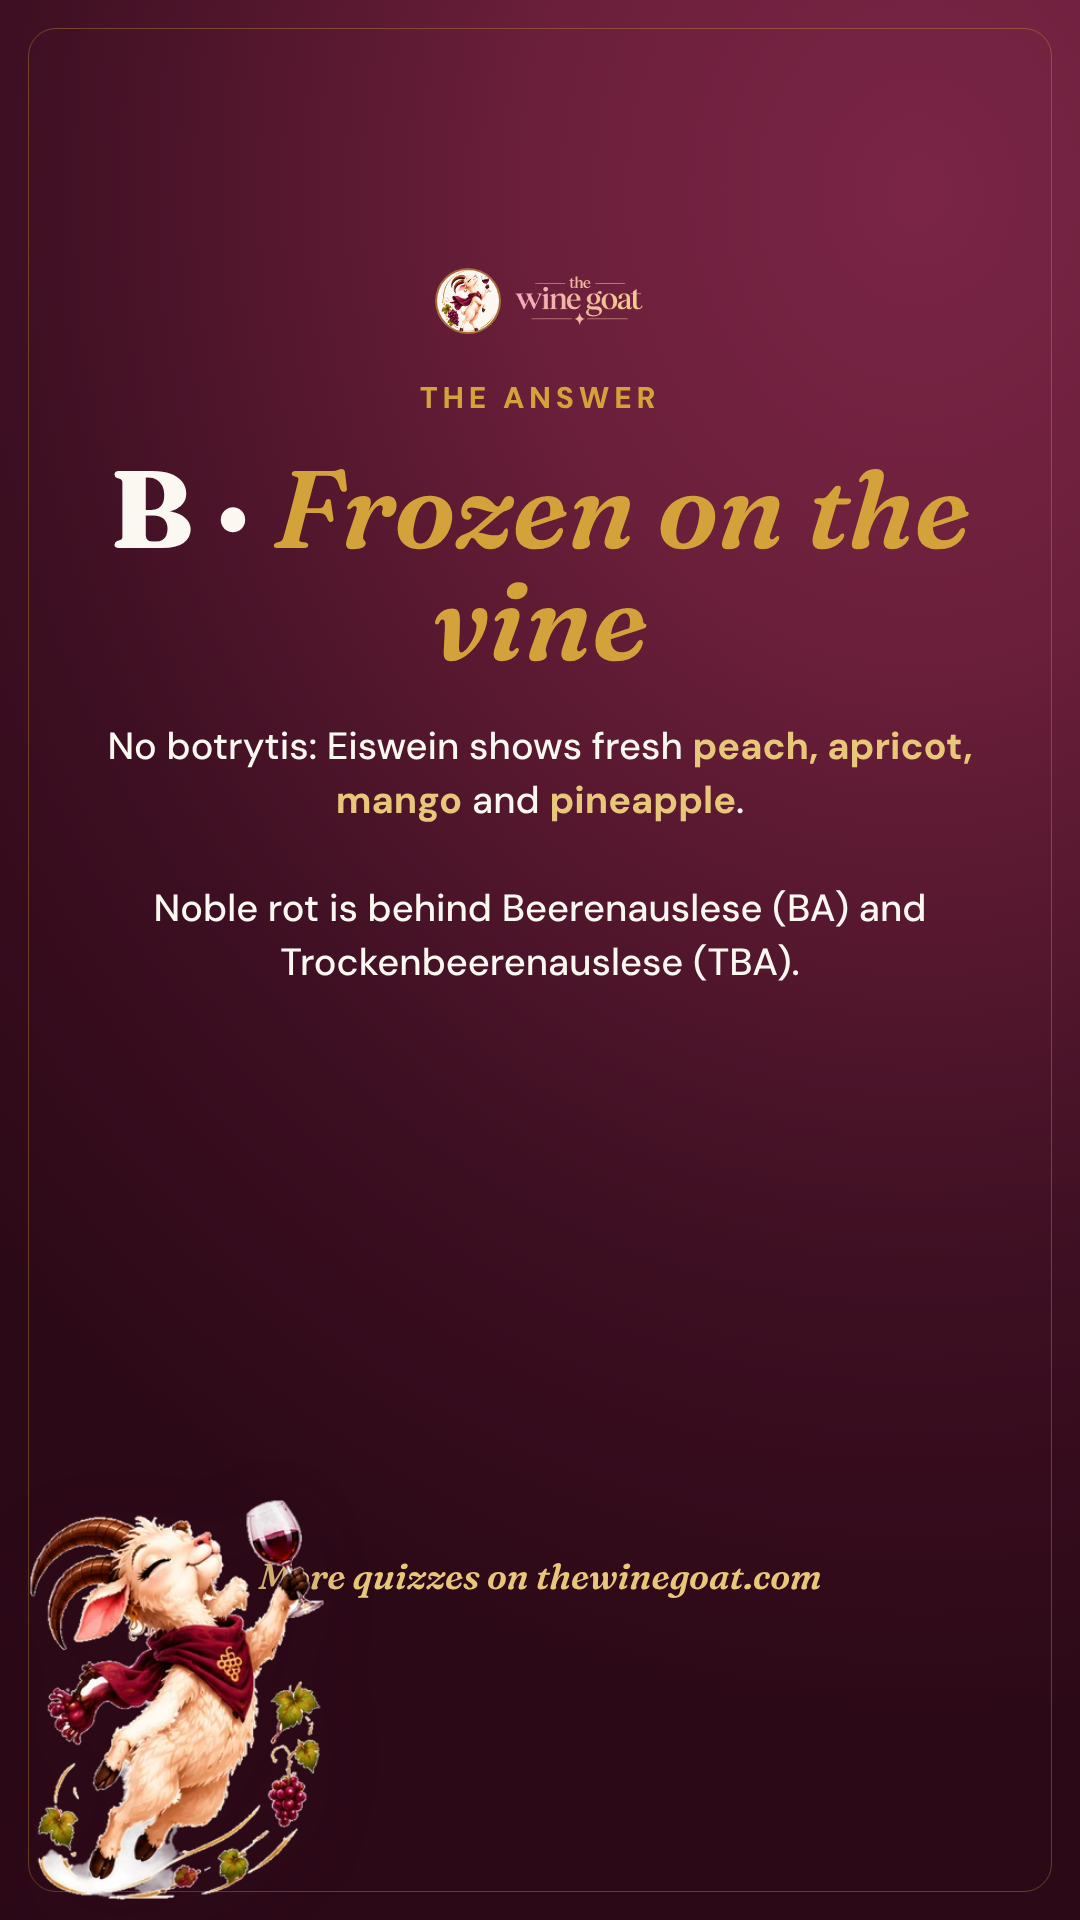 the
wine goat
THE ANSWER
B · Frozen on the
vine
No botrytis: Eiswein shows fresh peach, apricot,
mango and pineapple.
Noble rot is behind Beerenauslese (BA) and
Trockenbeerenauslese (TBA).
More quizzes on thewinegoat.com